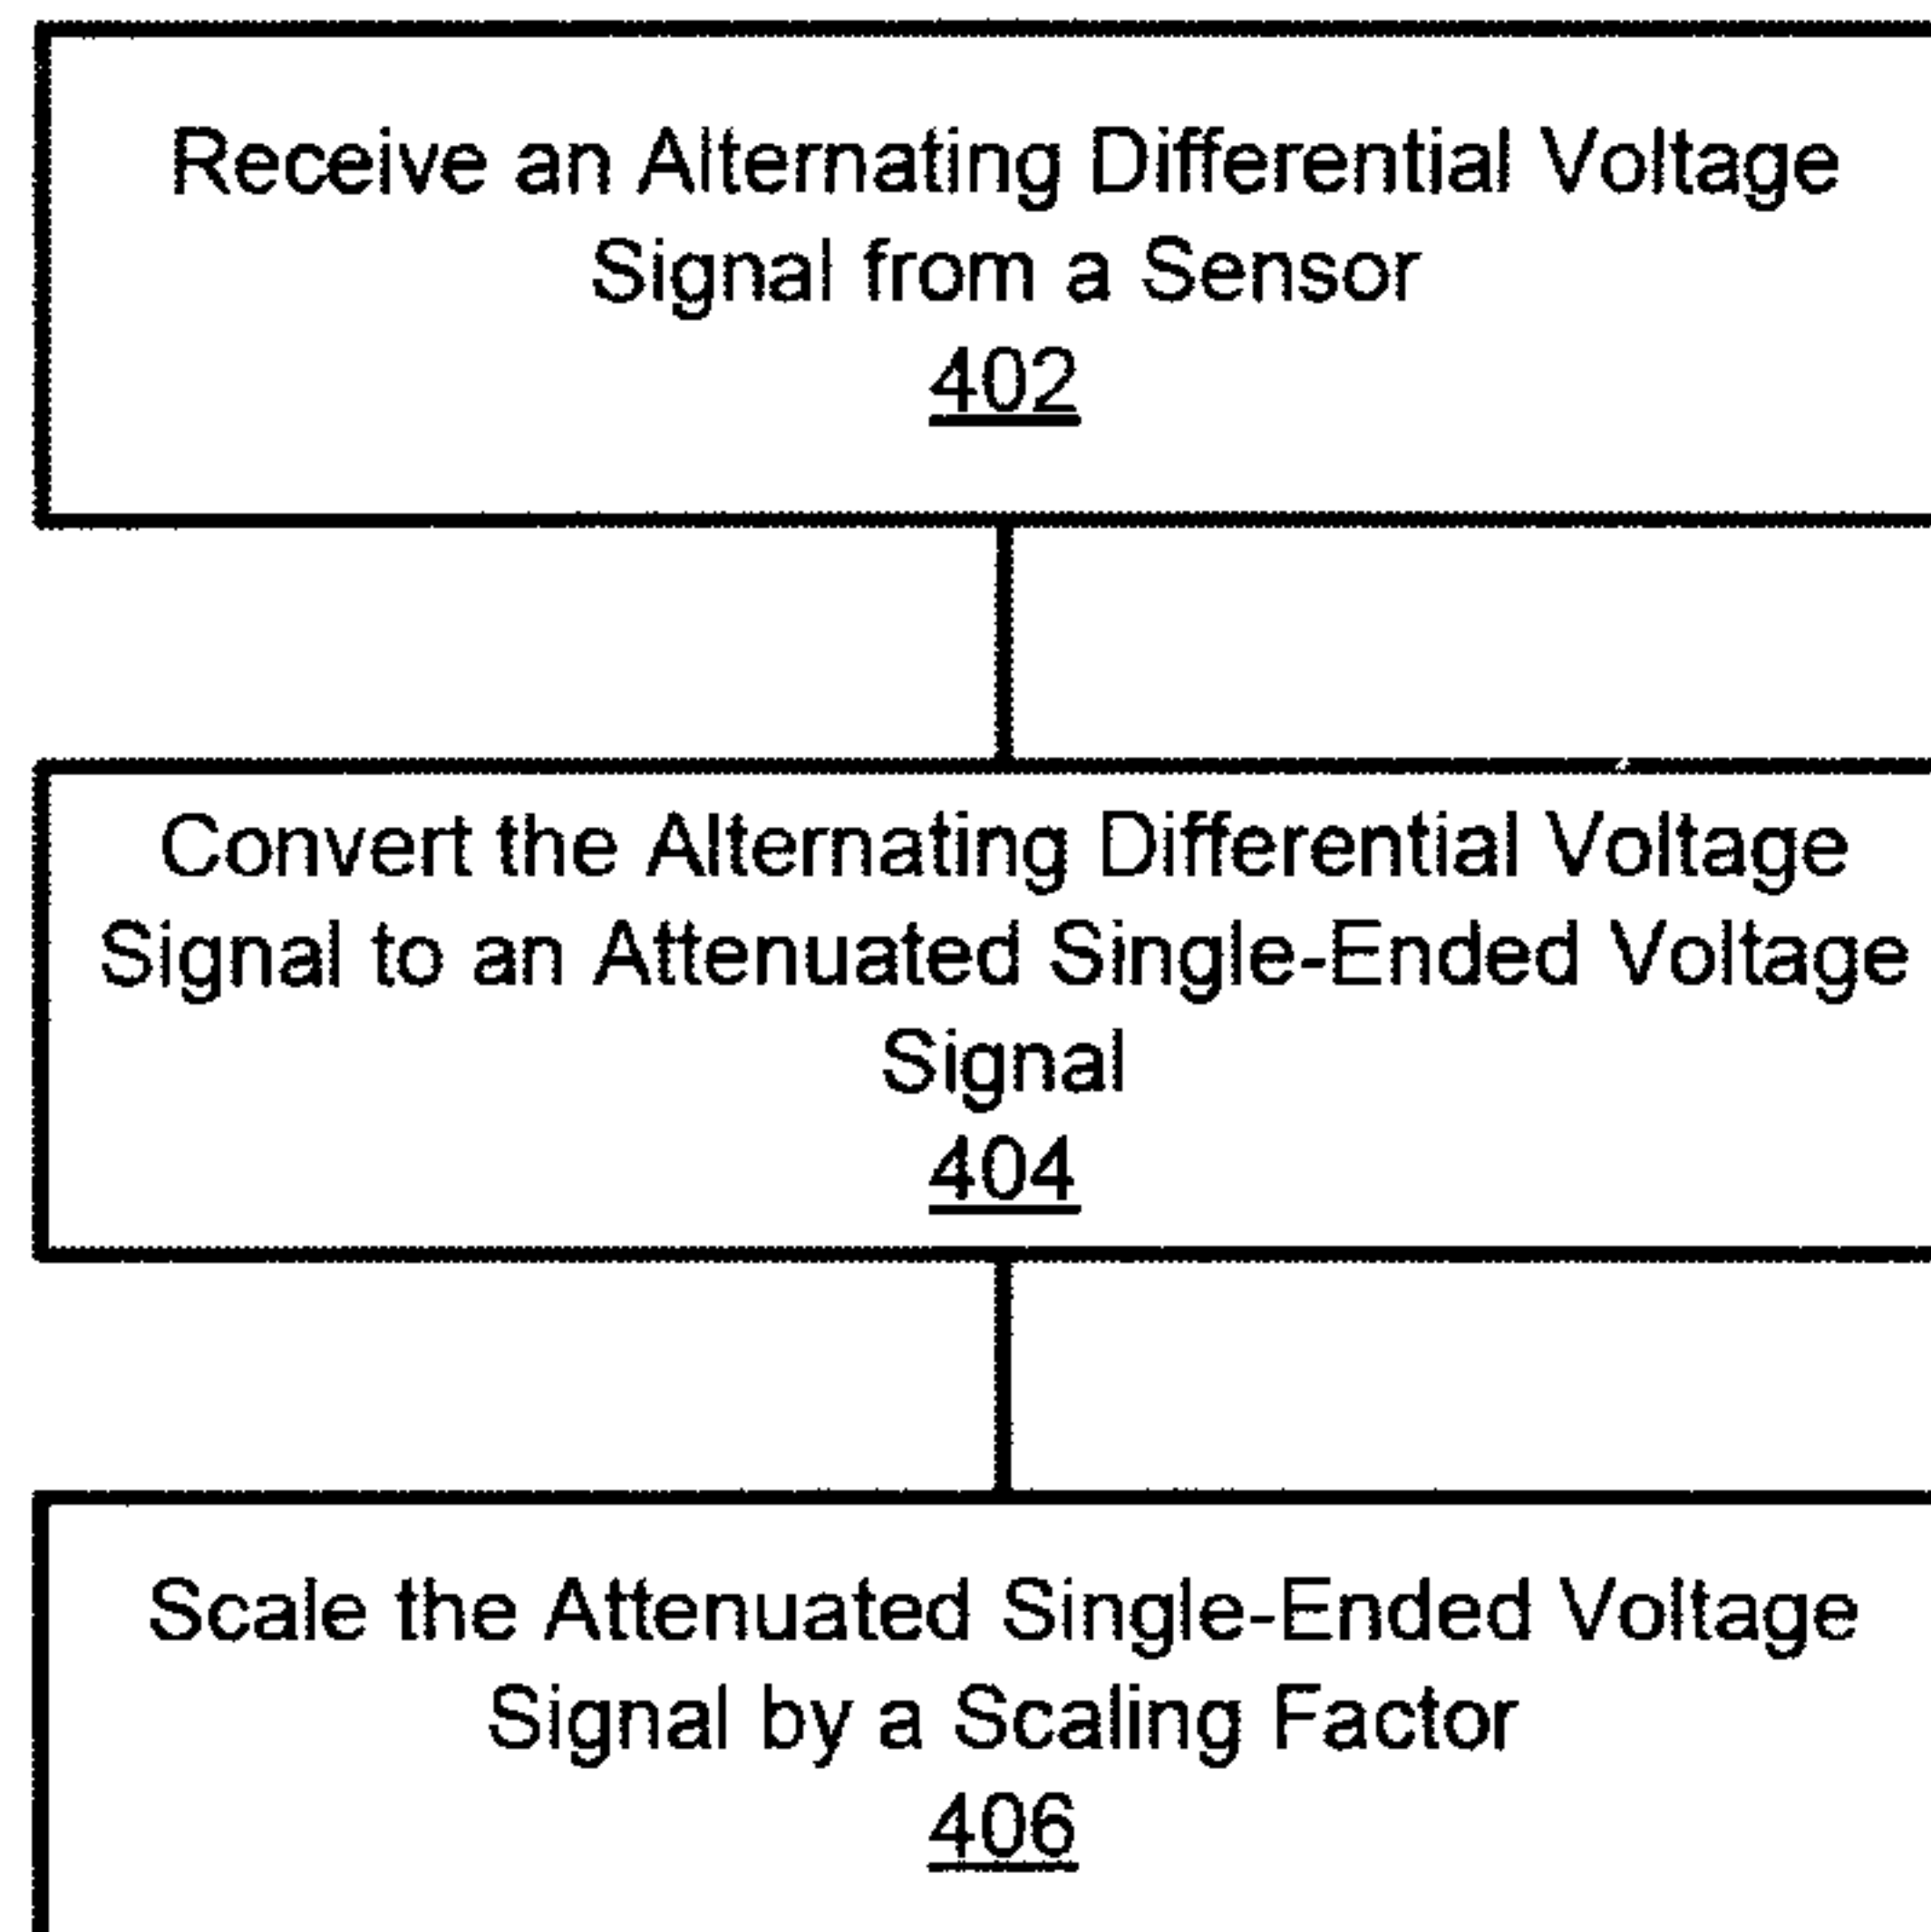 Receive an Alternating Differential Voltage
Signal from a Sensor
402
Convert the Alternating Differential Voltage
Signal to an Attenuated Single-Ended Voltage
Signal
404
Scale the Attenuated Single-Ended Voltage
Signal by a Scaling Factor
406